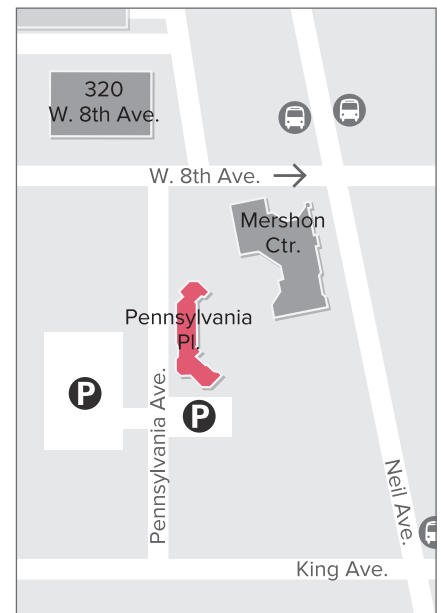 320
W. 8th Ave.
W. 8th Ave.
Mershon
Ctr.
Pennsylvania
Pl.
P
P
Pennsylvania Ave.
Neil Ave.
King Ave.